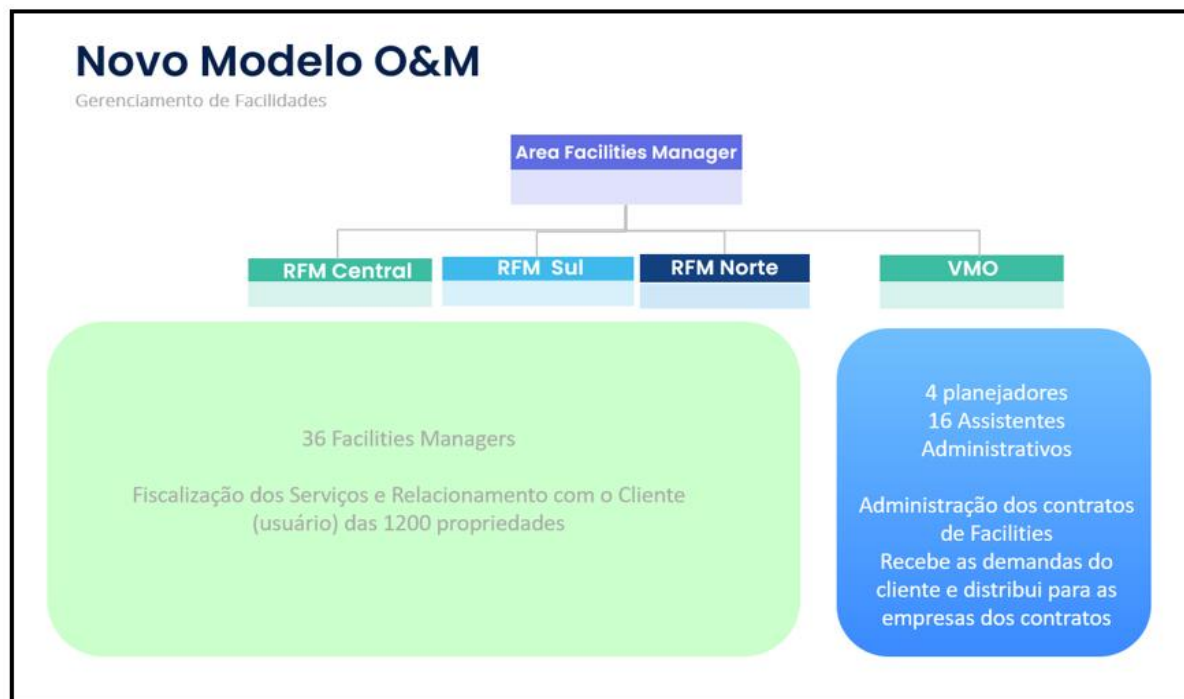 Novo Modelo O&M
Gerenciamento de Facilidades
Area Facilities Manager
RFM Central
RFM Sul
RFM Norte
VMO
36 Facilities Managers
Fiscalização dos Serviços e Relacionamento com o Cliente
(usuário) das 1200 propriedades
4 planejadores
16 Assistentes
Administrativos
Administração dos contratos
de Facilities
Recebe as demandas do
cliente e distribui para as
empresas dos contratos